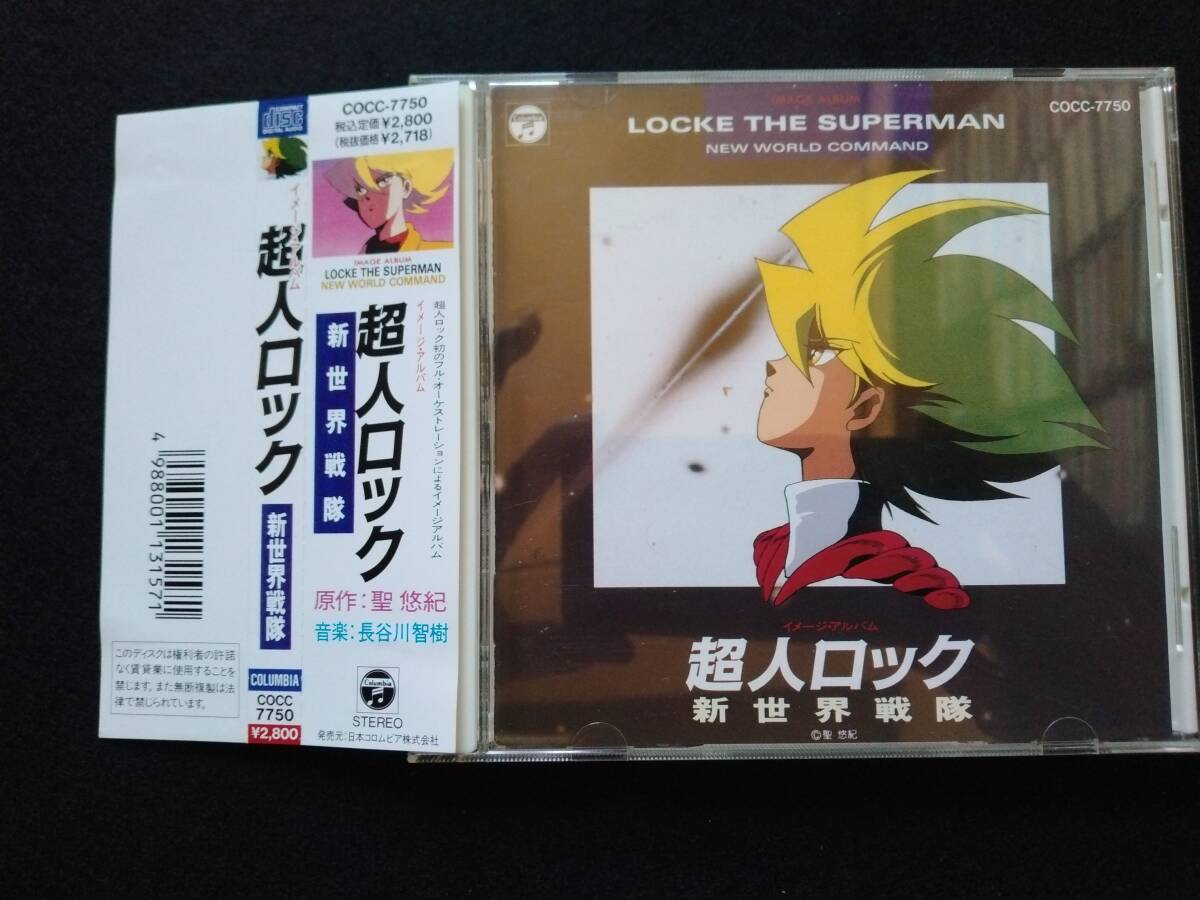 COMPACT
disc
DIGITAL AUDIO
イメージ・アルバム
超人ロック
新世界戦隊
COLUMBIA
COCC
7750
¥2,800
4 988001 131571
このディスクは権利者の許諾
なく賃貸業に使用することを
禁じます。また無断複製は法
律で禁じられています。
COCC-7750
税込定価¥2,800
(税抜価格¥2,718)
IMAGE ALBUM
LOCKE THE SUPERMAN
NEW WORLD COMMAND
超人ロック初のフル・オーケストレーションによるイメージアルバム
イメージ・アルバム
超人ロック
新世界戦隊
原作:聖 悠紀
音楽:長谷川智樹
Columbia
STEREO
発売元:日本コロムビア株式会社
Columbia
IMAGE ALBUM
LOCKE THE SUPERMAN
NEW WORLD COMMAND
COCC-7750
イメージ・アルバム
超人ロック
新世界戦隊
©聖 悠紀